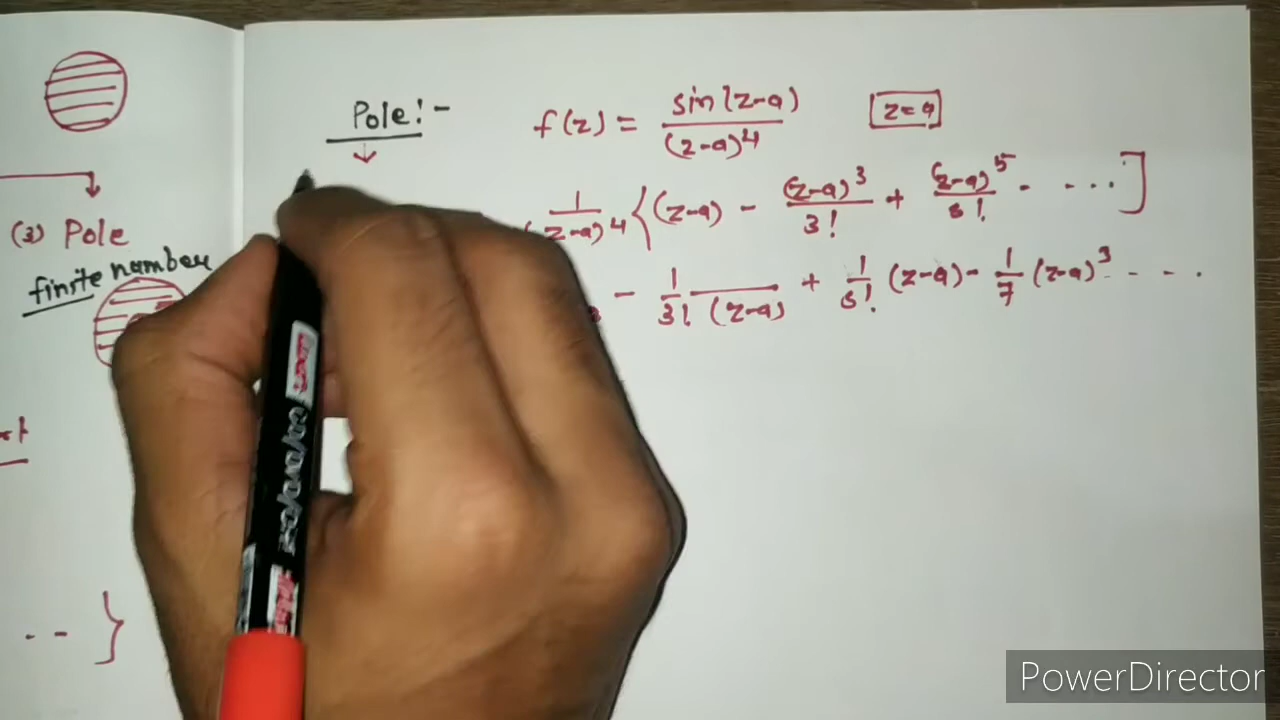 (3) Pole
finite number
-- }
Pole!-
f(z) = sin(z-a) / (z-a)^4
z=a
1 / (z-a)^4 { (z-a) - (z-a)^3 / 3! + (z-a)^5 / 5! - ....]
- 1 / 3! (z-a) + 1 / 5! (z-a) - 1 / 7 (z-a)^3 - - - .
PowerDirector